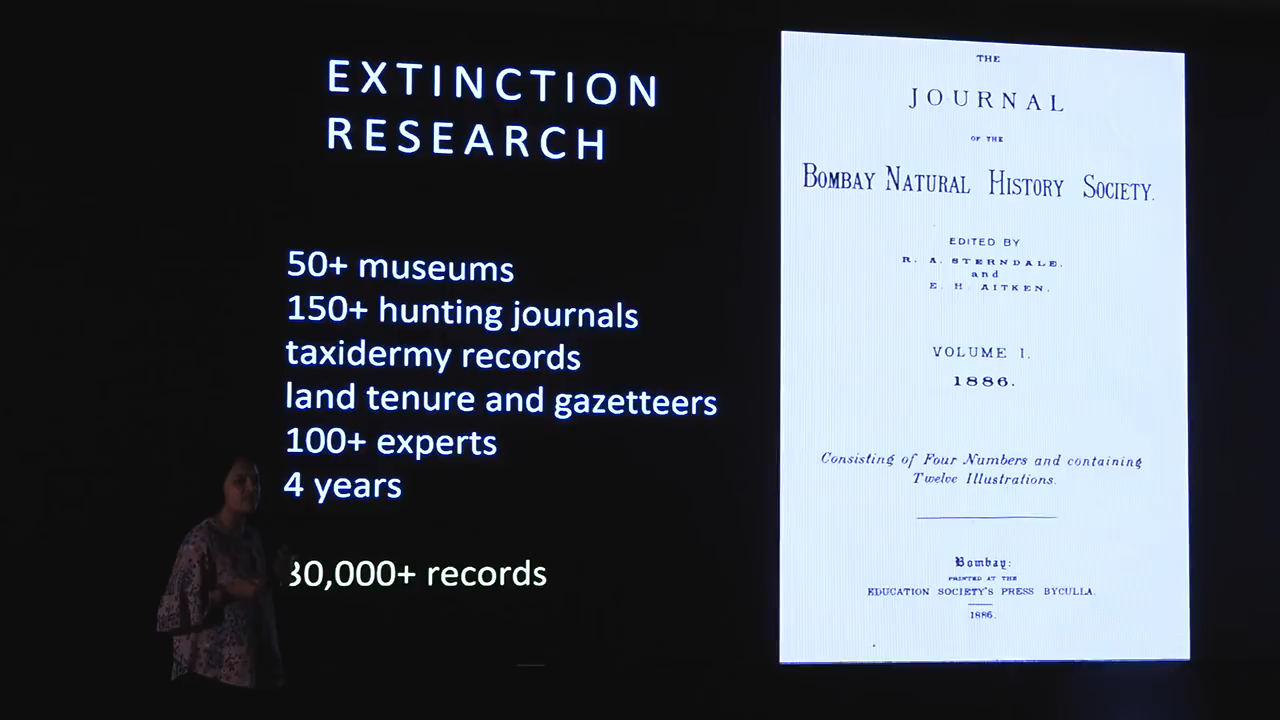 EXTINCTION
RESEARCH
50+ museums
150+ hunting journals
taxidermy records
land tenure and gazetteers
100+ experts
4 years
30,000+ records
THE
JOURNAL
OF THE
BOMBAY NATURAL HISTORY SOCIETY.
EDITED BY
R. A. STERNDALE.
and
E. H. AITKEN.
VOLUME I.
1886.
Consisting of Four Numbers and containing
Twelve Illustrations.
Bombay:
PRINTED AT THE
EDUCATION SOCIETY'S PRESS BYCULLA.
1886.